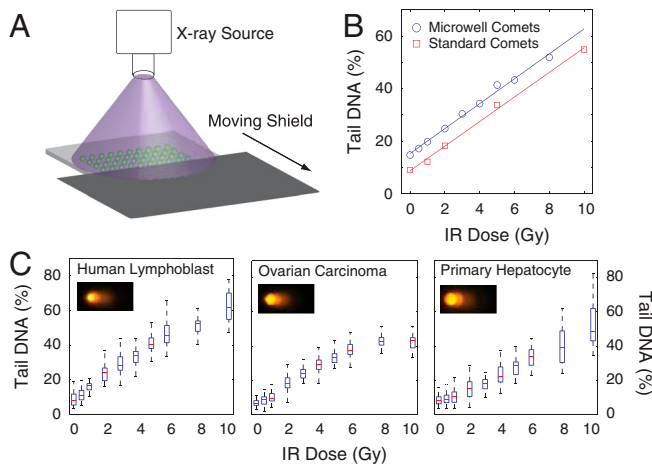 A
X-ray Source
Moving Shield
B
Microwell Comets
Standard Comets
Tail DNA (%)
60
40
20
0 2 4 6 8 10
IR Dose (Gy)
C
Human Lymphoblast
Ovarian Carcinoma
Primary Hepatocyte
Tail DNA (%)
80
60
40
20
0
0 2 4 6 8 10
0 2 4 6 8 10
0 2 4 6 8 10
80
60
40
20
0
Tail DNA (%)
IR Dose (Gy)